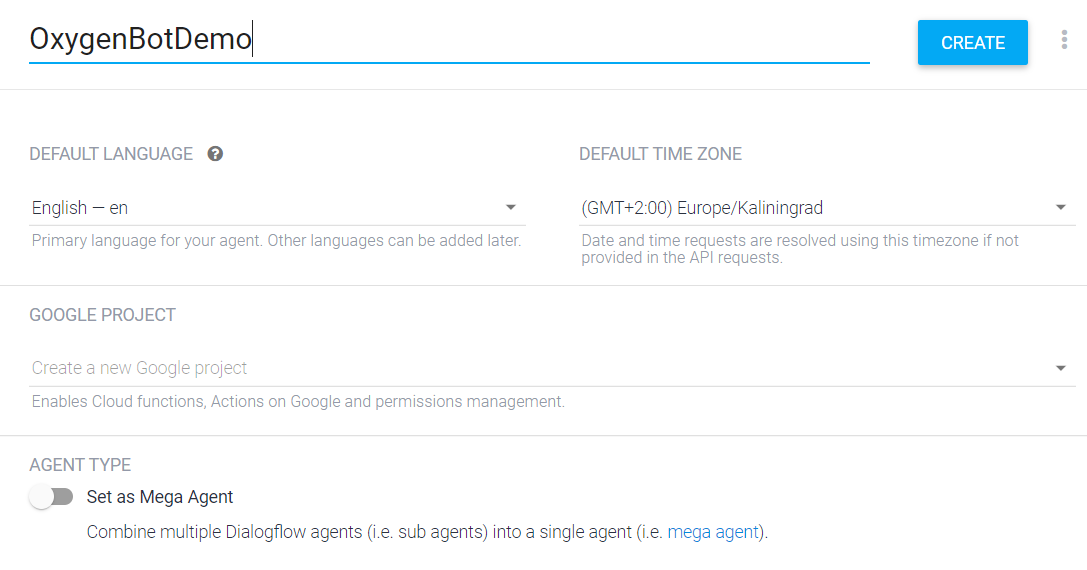 OxygenBotDemo
CREATE
DEFAULT LANGUAGE ?
DEFAULT TIME ZONE
English — en
(GMT+2:00) Europe/Kaliningrad
Primary language for your agent. Other languages can be added later.
Date and time requests are resolved using this timezone if not
provided in the API requests.
GOOGLE PROJECT
Create a new Google project
Enables Cloud functions, Actions on Google and permissions management.
AGENT TYPE
Set as Mega Agent
Combine multiple Dialogflow agents (i.e. sub agents) into a single agent (i.e. mega agent).